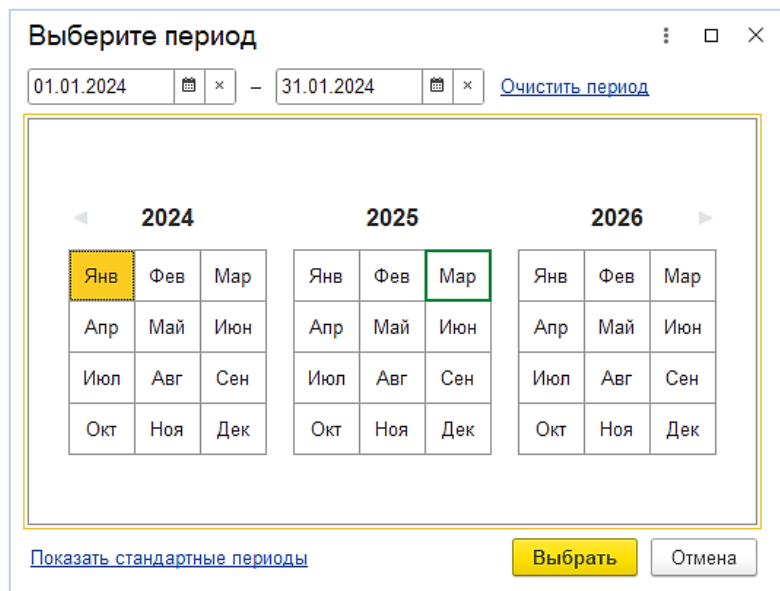 Выберите период
01.01.2024 – 31.01.2024 Очистить период
2024 2025 2026
Янв Фев Мар Янв Фев Мар Янв Фев Мар
Апр Май Июн Апр Май Июн Апр Май Июн
Июл Авг Сен Июл Авг Сен Июл Авг Сен
Окт Ноя Дек Окт Ноя Дек Окт Ноя Дек
Показать стандартные периоды Выбрать Отмена